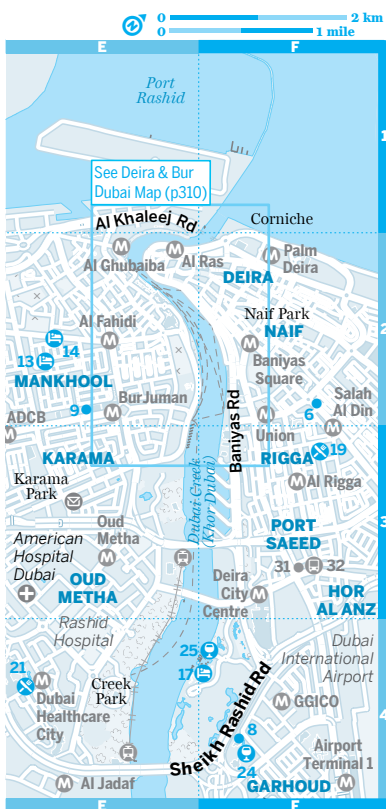 0 2 km
0 1 mile
E F
Port
Rashid
1
See Deira & Bur
Dubai Map (p310)
Al Khaleej Rd
Corniche
Al Ghubaiba
Al Ras
Palm
Deira
DEIRA
Al Fahidi
Naif Park
NAIF
2
14
13
Baniyas
Square
MANKHOOL
BurJuman
Baniyas Rd
Salah
Al Din
9
6
ADCB
Union
KARAMA
RIGGA
19
Karama
Park
Dubai Creek
(Khor Dubai)
Al Rigga
Oud
Metha
PORT
SAEED
3
American
Hospital
Dubai
31
32
OUD
METHA
Deira
City
Centre
HOR
AL ANZ
Rashid
Hospital
Dubai
International
Airport
25
21
17
Dubai
Healthcare
City
Creek
Park
Sheikh Rashid Rd
GGICO
4
8
24
Airport
Terminal 1
Al Jadaf
GARHOUD
E F